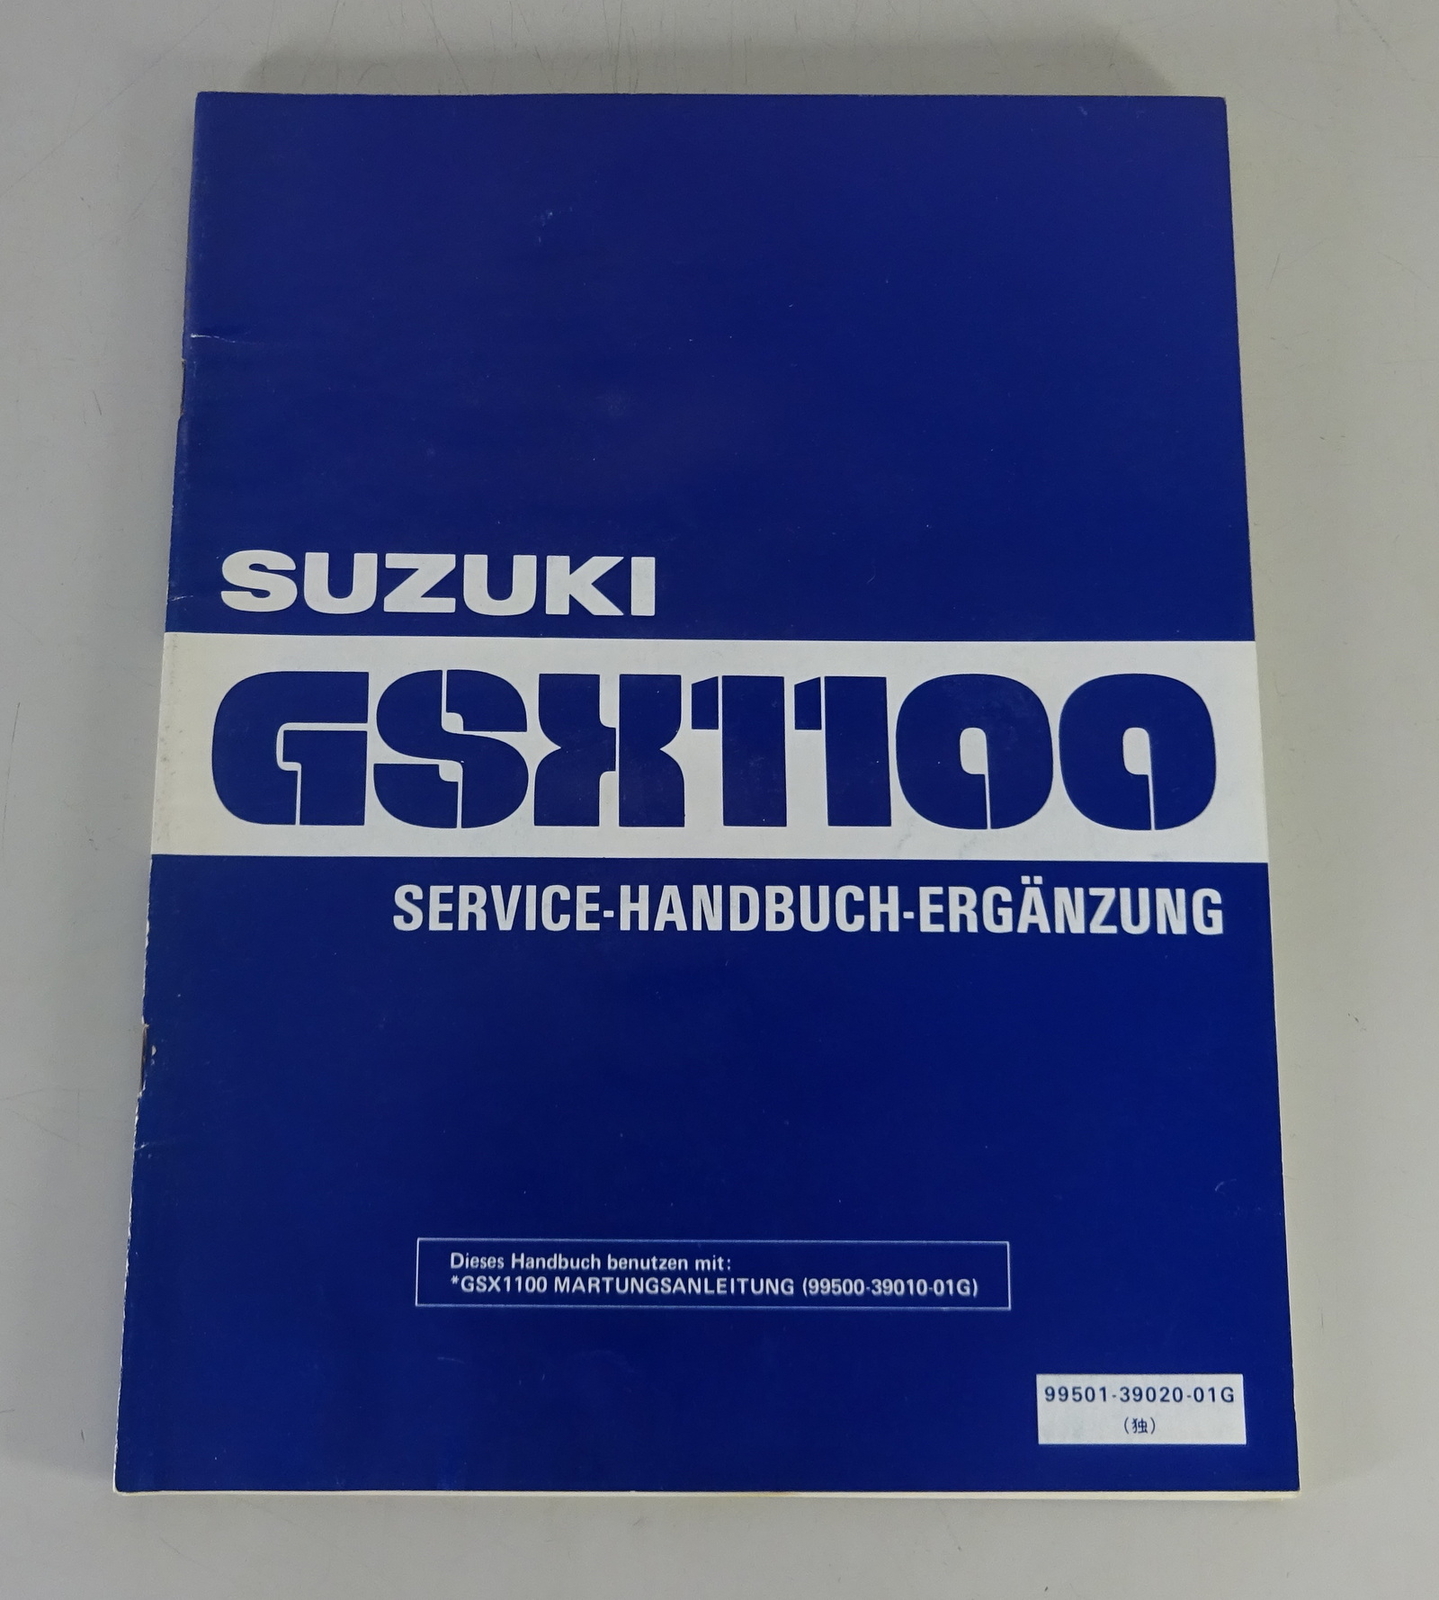 SUZUKI
GSX1100
SERVICE-HANDBUCH-ERGÄNZUNG
Dieses Handbuch benutzen mit:
*GSX1100 MARTUNGSANLEITUNG (99500-39010-01G)
99501-39020-01G
(独)